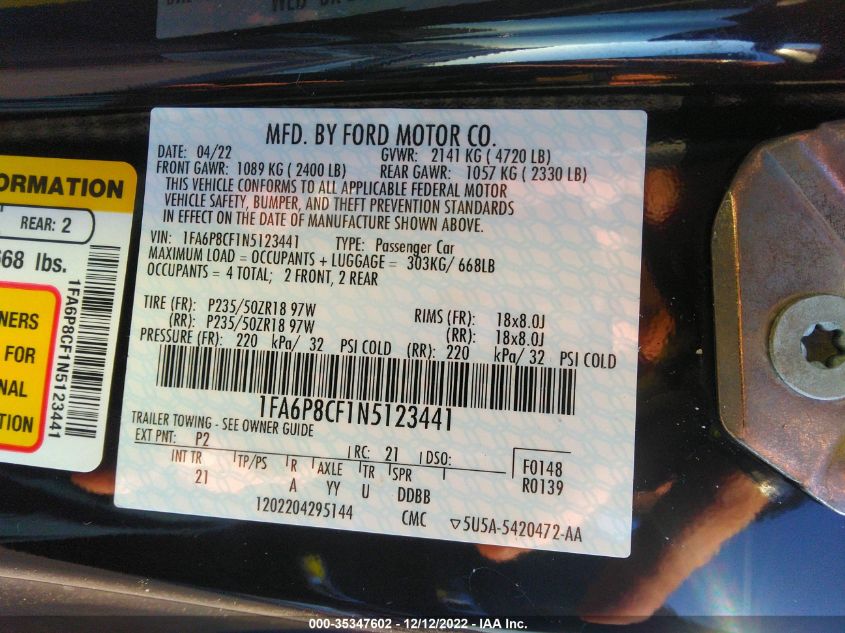 MFD. BY FORD MOTOR CO.
DATE: 04/22 GVWR: 2141 KG ( 4720 LB)
FRONT GAWR: 1089 KG ( 2400 LB) REAR GAWR: 1057 KG ( 2330 LB)
THIS VEHICLE CONFORMS TO ALL APPLICABLE FEDERAL MOTOR
VEHICLE SAFETY, BUMPER, AND THEFT PREVENTION STANDARDS
IN EFFECT ON THE DATE OF MANUFACTURE SHOWN ABOVE.
VIN: 1FA6P8CF1N5123441 TYPE: Passenger Car
MAXIMUM LOAD = OCCUPANTS + LUGGAGE = 303KG/ 668LB
OCCUPANTS = 4 TOTAL; 2 FRONT, 2 REAR
TIRE (FR): P235/50ZR18 97W RIMS (FR): 18x8.0J
(RR): P235/50ZR18 97W (RR): 18x8.0J
PRESSURE (FR): 220 kPa/ 32 PSI COLD (RR): 220 kPa/ 32 PSI COLD
1FA6P8CF1N5123441
TRAILER TOWING - SEE OWNER GUIDE
EXT PNT: P2 RC: 21 DSO: F0148
INT TR TP/PS R AXLE TR SPR R0139
21 A YY U DDBB
1202204295144 CMC ▽5U5A-5420472-AA
ORMATION
REAR: 2
668 lbs.
NERS
FOR
NAL
TION
1FA6P8CF1N5123441
000-35347602 - 12/12/2022 - IAA Inc.